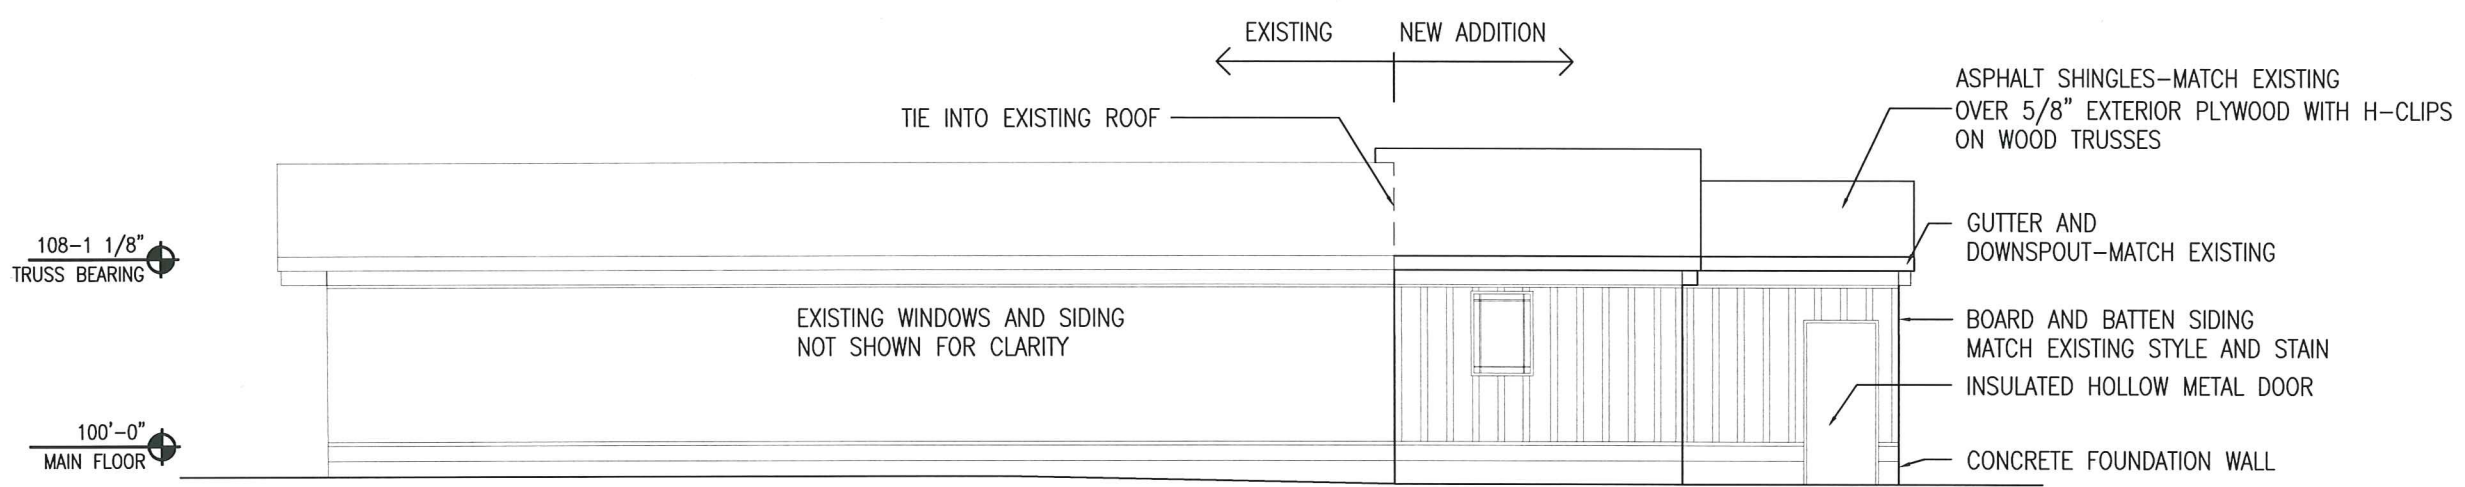 EXISTING
NEW ADDITION
ASPHALT SHINGLES-MATCH EXISTING
OVER 5/8" EXTERIOR PLYWOOD WITH H-CLIPS
ON WOOD TRUSSES
TIE INTO EXISTING ROOF
GUTTER AND
DOWNSPOUT-MATCH EXISTING
108-1 1/8"
TRUSS BEARING
EXISTING WINDOWS AND SIDING
NOT SHOWN FOR CLARITY
BOARD AND BATTEN SIDING
MATCH EXISTING STYLE AND STAIN
INSULATED HOLLOW METAL DOOR
100'-0"
MAIN FLOOR
CONCRETE FOUNDATION WALL